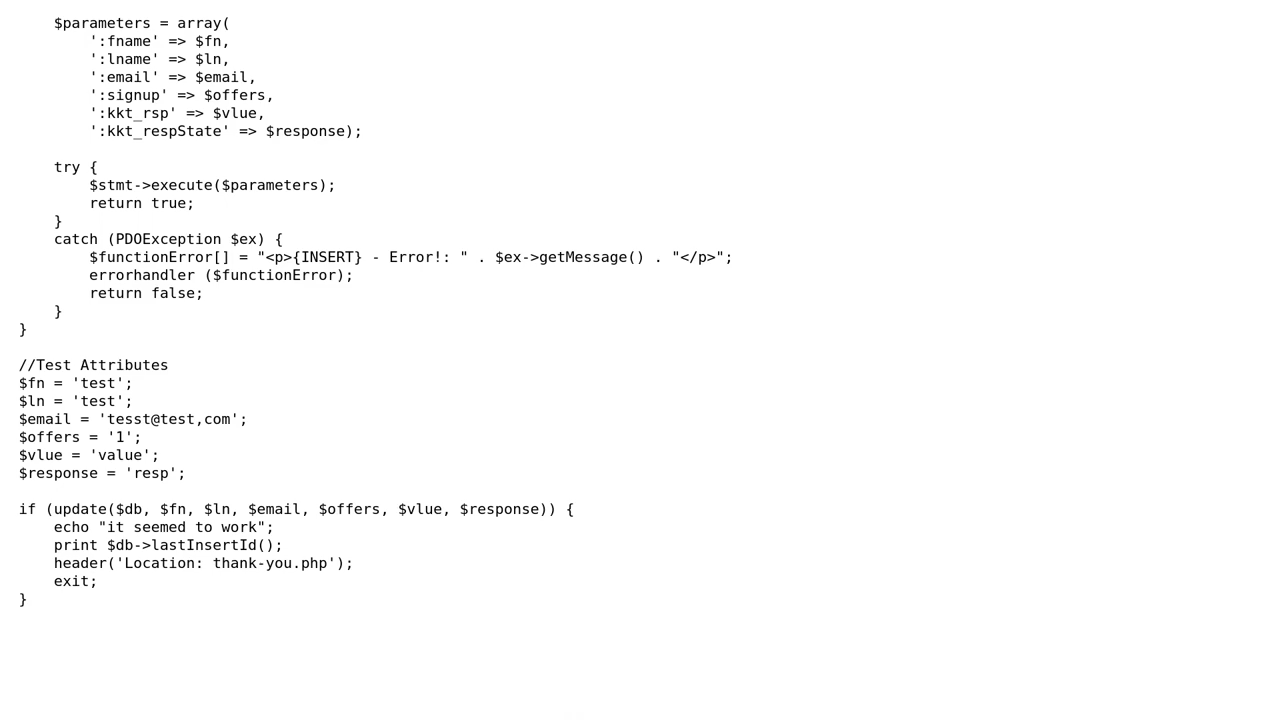 $parameters = array(
':fname' => $fn,
':lname' => $ln,
':email' => $email,
':signup' => $offers,
':kkt_rsp' => $vlue,
':kkt_respState' => $response);
try {
$stmt->execute($parameters);
return true;
}
catch (PDOException $ex) {
$functionError[] = "<p>{INSERT} - Error!: " . $ex->getMessage() . "</p>";
errorhandler ($functionError);
return false;
}
}
//Test Attributes
$fn = 'test';
$ln = 'test';
$email = 'tesst@test,com';
$offers = '1';
$vlue = 'value';
$response = 'resp';
if (update($db, $fn, $ln, $email, $offers, $vlue, $response)) {
echo "it seemed to work";
print $db->lastInsertId();
header('Location: thank-you.php');
exit;
}